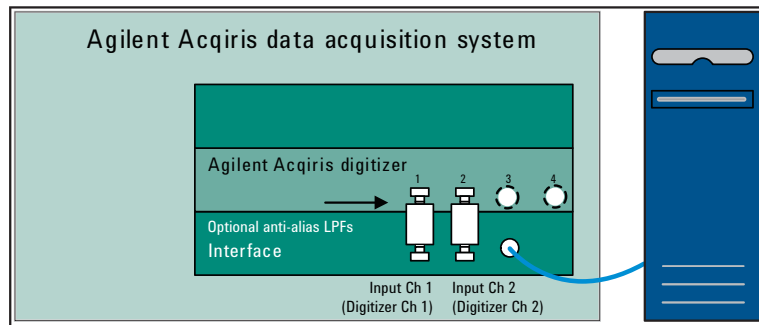 Agilent Acqiris data acquisition system
Agilent Acqiris digitizer
1 2 3 4
Optional anti-alias LPFs
Interface
Input Ch 1 Input Ch 2
(Digitizer Ch 1) (Digitizer Ch 2)